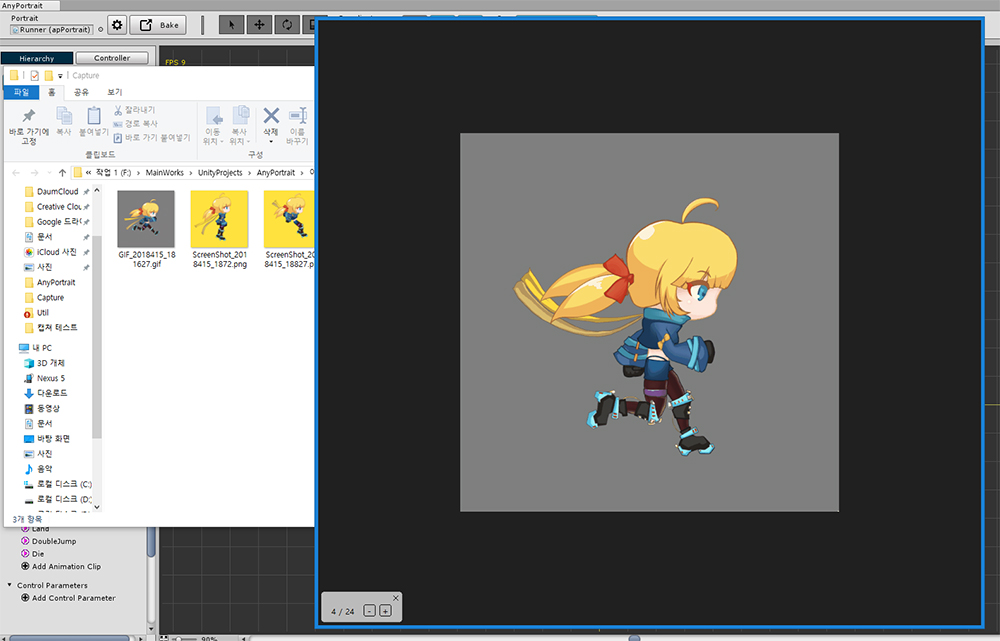 AnyPortrait
Portrait
Runner (apPortrait)
Bake
Hierarchy
Controller
FPS 9
Capture
파일
홈
공유
보기
바로 가기에
고정
복사
붙여넣기
잘라내기
경로 복사
바로 가기 붙여넣기
이동
위치
복사
위치
삭제
이름
바꾸기
클립보드
구성
« 작업 1 (F:) › MainWorks › UnityProjects › AnyPortrait ›
DaumCloud
Creative Clou
Google 드라이
문서
iCloud 사진
사진
AnyPortrait
Capture
Util
캡쳐 테스트
내 PC
3D 개체
Nexus 5
다운로드
동영상
문서
바탕 화면
사진
음악
로컬 디스크 (C:)
로컬 디스크 (D:)
GIF_2018415_18
1627.gif
ScreenShot_201
8415_1872.png
ScreenShot_20
8415_18827.p
3개 항목
Land
DoubleJump
Die
Add Animation Clip
Control Parameters
Add Control Parameter
4 / 24
- +
90%